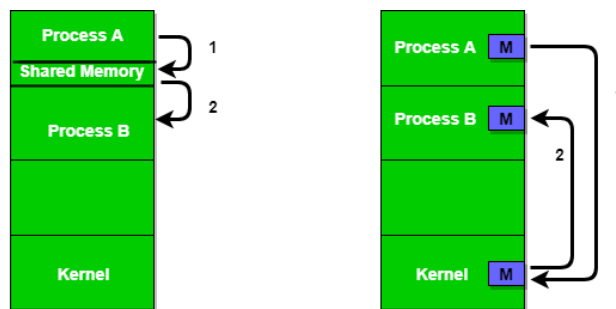 Process A
1
Shared Memory
2
Process B
Kernel
Process A M
Process B M
2
Kernel M